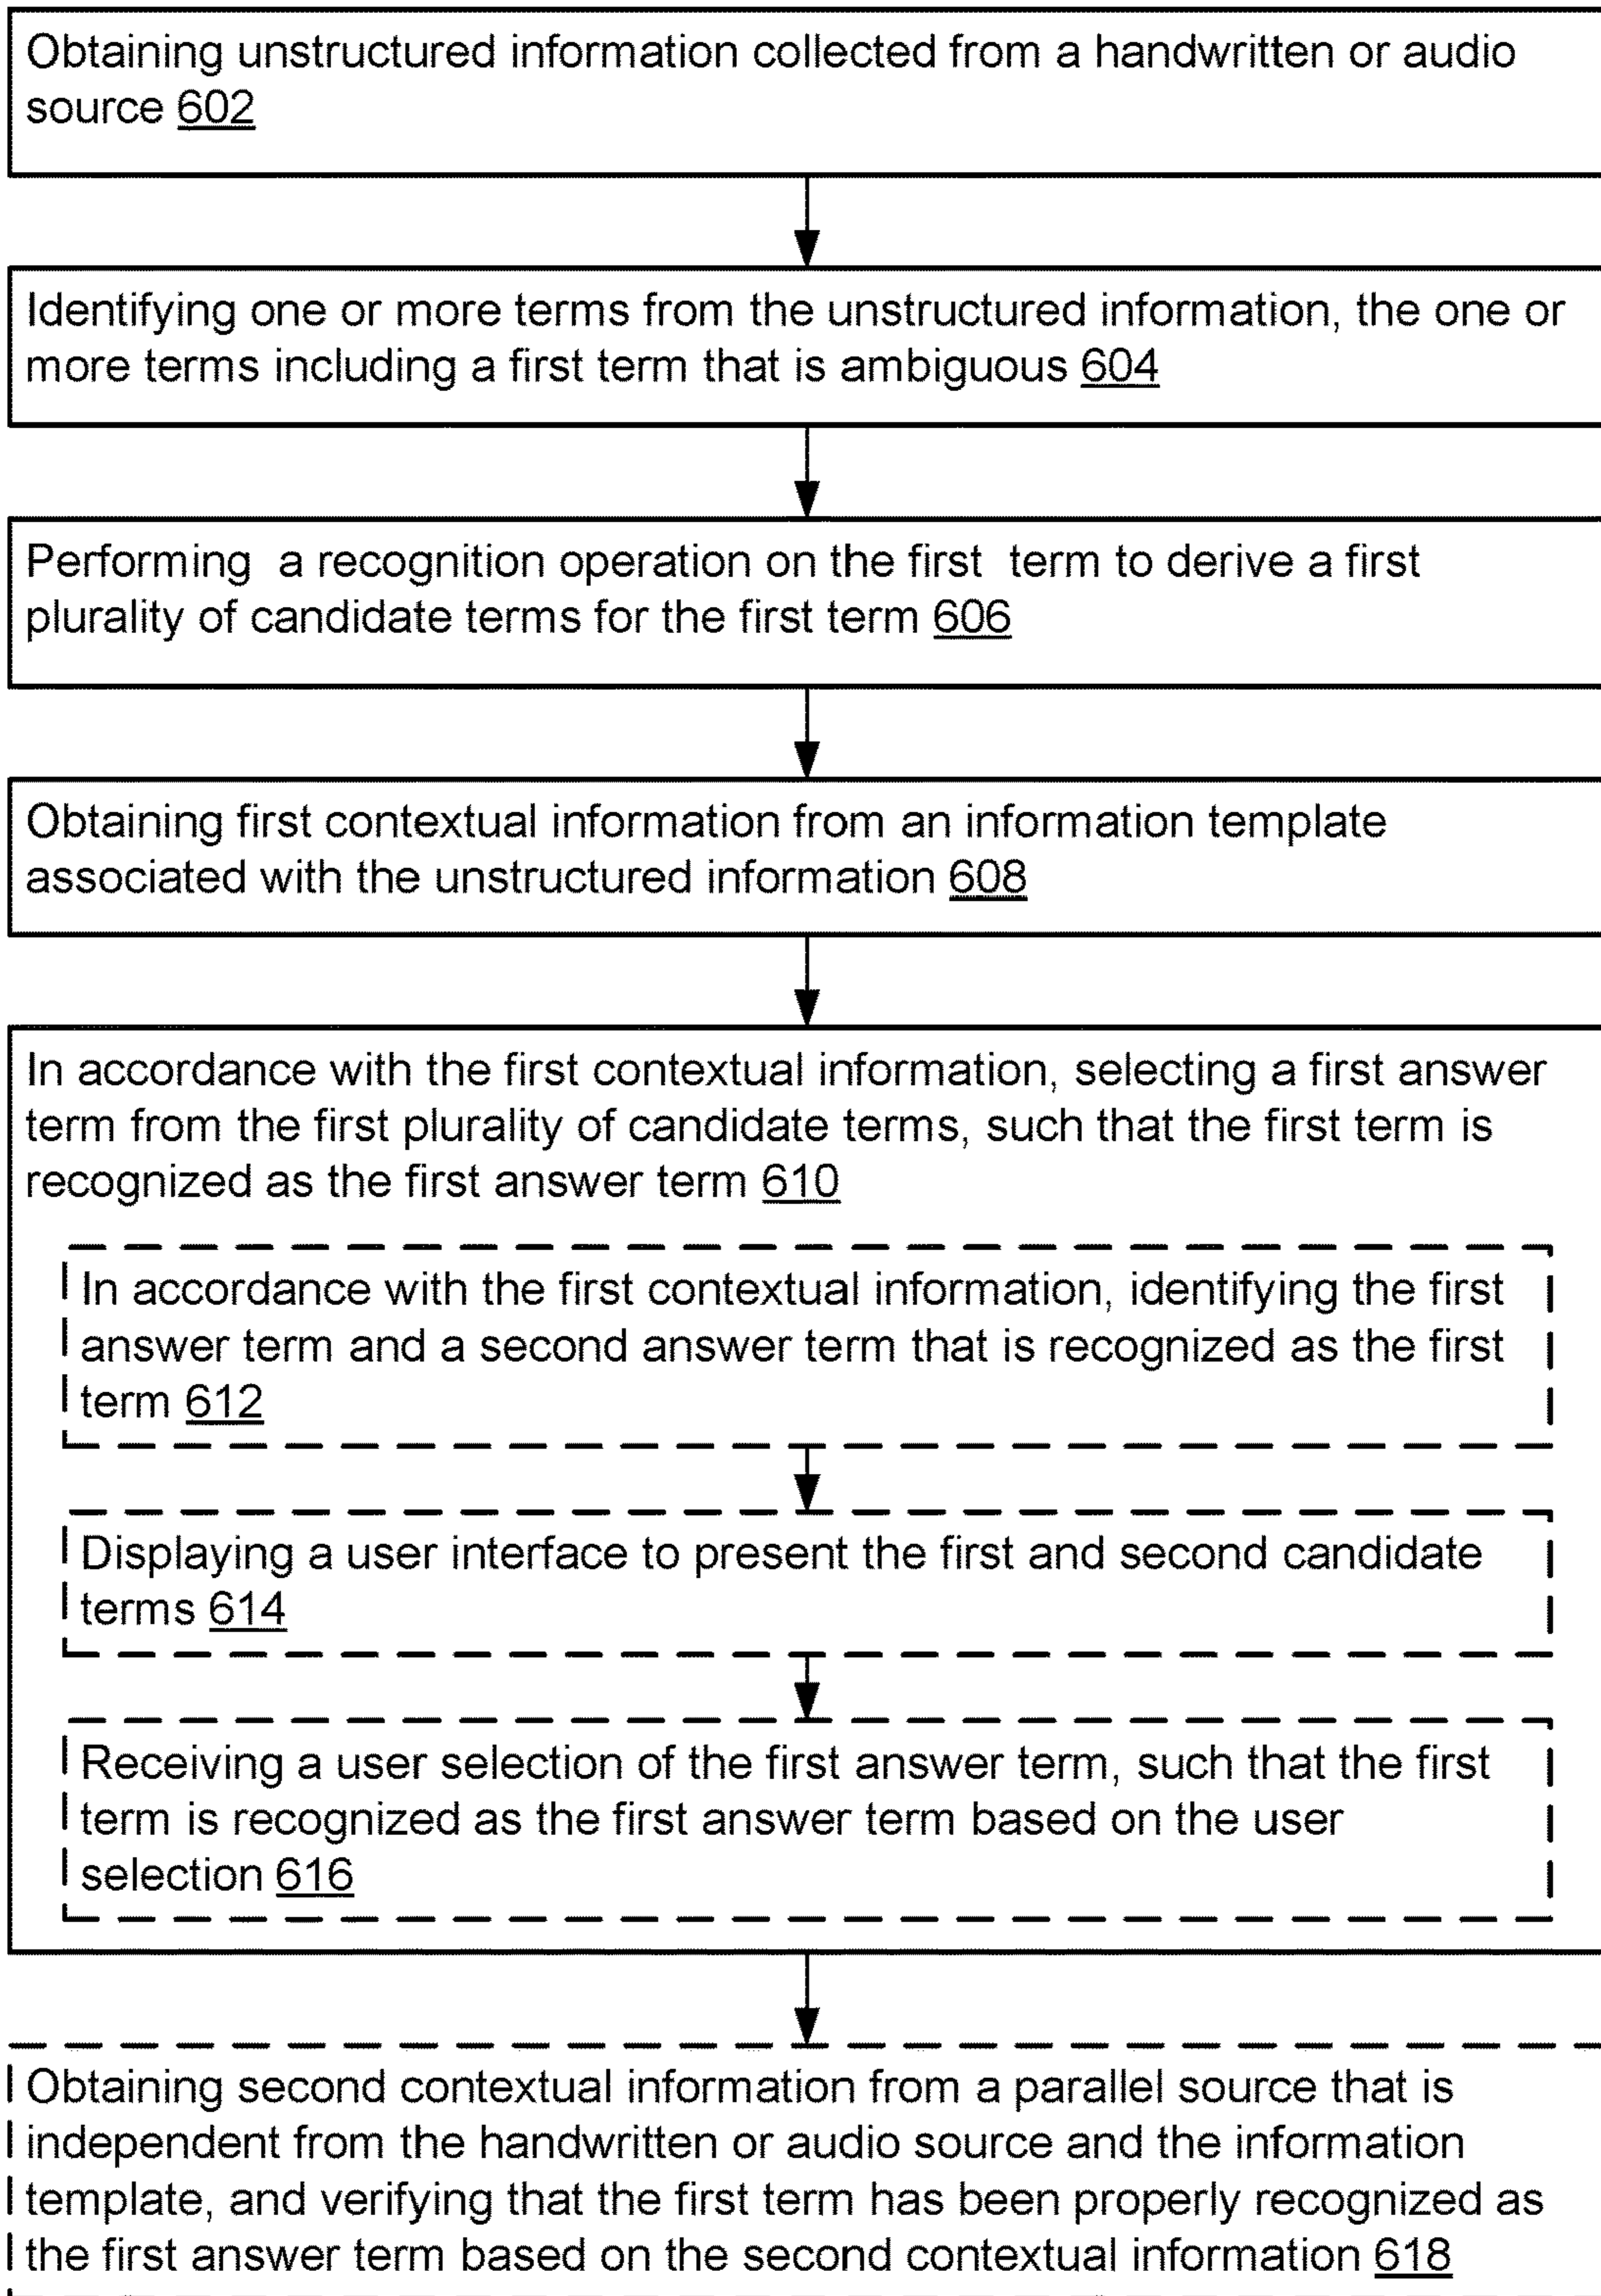 Obtaining unstructured information collected from a handwritten or audio
source 602
Identifying one or more terms from the unstructured information, the one or
more terms including a first term that is ambiguous 604
Performing a recognition operation on the first term to derive a first
plurality of candidate terms for the first term 606
Obtaining first contextual information from an information template
associated with the unstructured information 608
In accordance with the first contextual information, selecting a first answer
term from the first plurality of candidate terms, such that the first term is
recognized as the first answer term 610
In accordance with the first contextual information, identifying the first
answer term and a second answer term that is recognized as the first
term 612
Displaying a user interface to present the first and second candidate
terms 614
Receiving a user selection of the first answer term, such that the first
term is recognized as the first answer term based on the user
selection 616
Obtaining second contextual information from a parallel source that is
independent from the handwritten or audio source and the information
template, and verifying that the first term has been properly recognized as
the first answer term based on the second contextual information 618